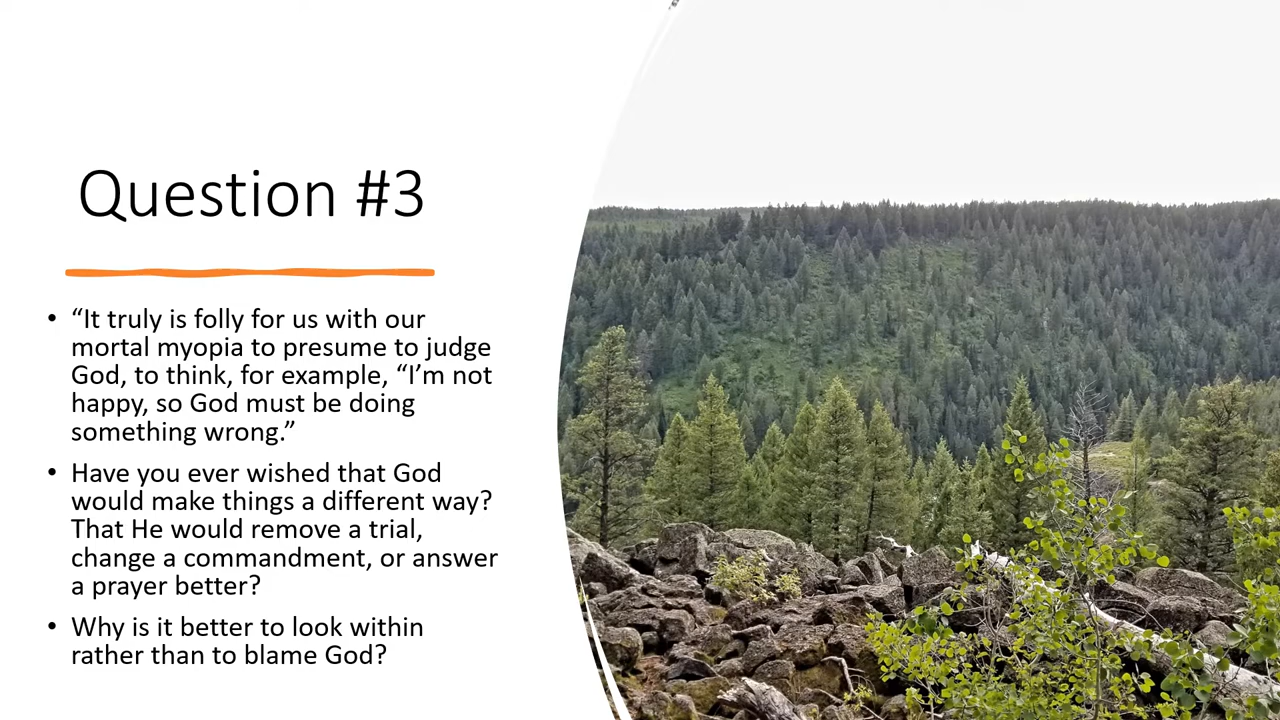 Question #3
• “It truly is folly for us with our
mortal myopia to presume to judge
God, to think, for example, “I’m not
happy, so God must be doing
something wrong.”
• Have you ever wished that God
would make things a different way?
That He would remove a trial,
change a commandment, or answer
a prayer better?
• Why is it better to look within
rather than to blame God?